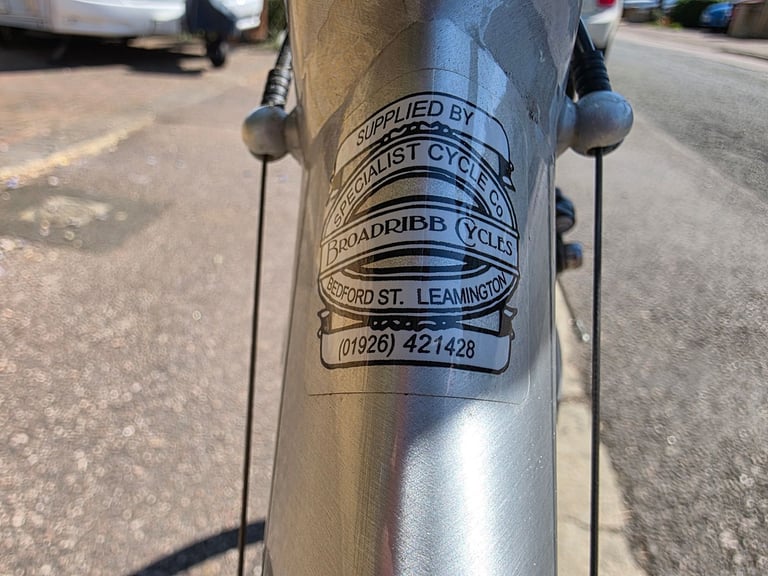 SUPPLIED BY
SPECIALIST CYCLE Co
BROADRIBB CYCLES
BEDFORD ST. LEAMINGTON
(01926) 421428